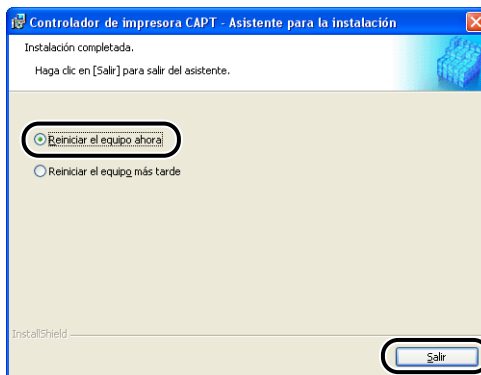 Controlador de impresora CAPT - Asistente para la instalación
Instalación completada.
Haga clic en [Salir] para salir del asistente.
Reiniciar el equipo ahora
Reiniciar el equipo más tarde
InstallShield
Salir